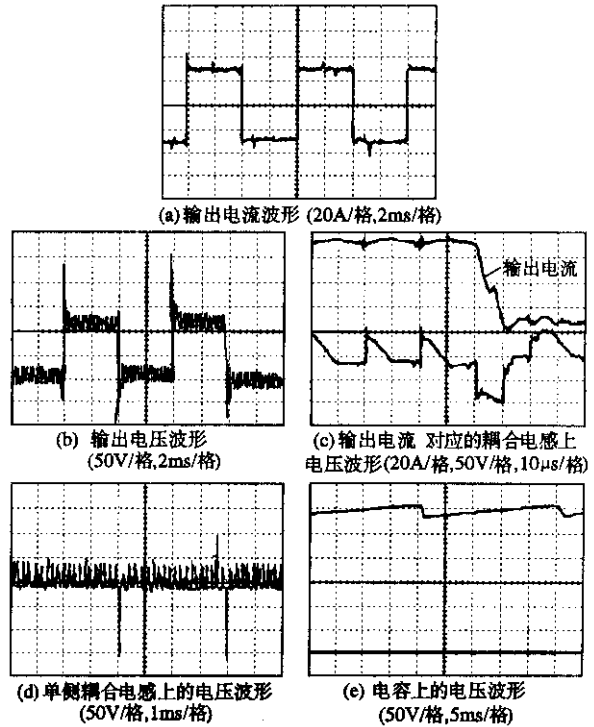 (a)输出电流波形 (20A/格,2ms/格)
(b) 输出电压波形
(50V/格,2ms/格)
输出电流
(c)输出电流 对应的耦合电感上
电压波形(20A/格,50V/格,10μs/格)
(d)单侧耦合电感上的电压波形
(50V/格,1ms/格)
(e) 电容上的电压波形
(50V/格,5ms/格)